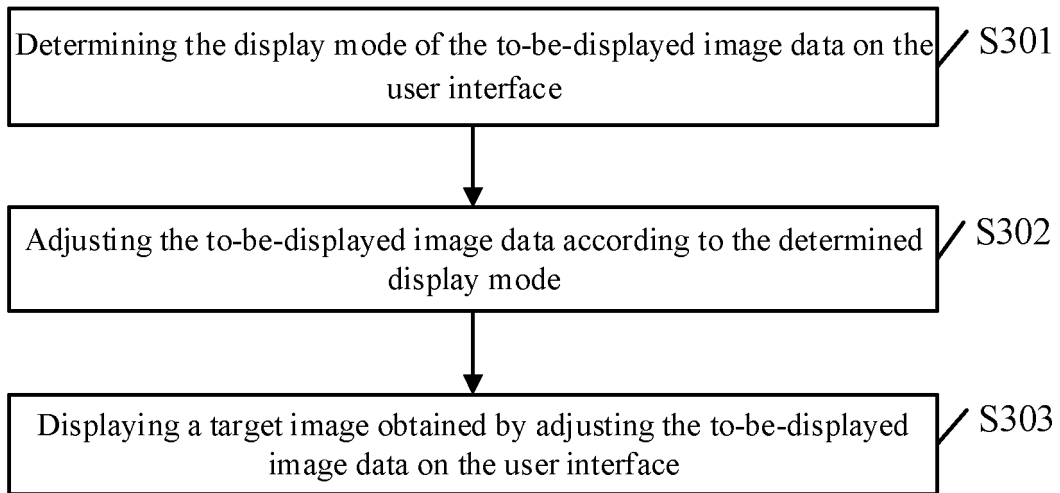 Determining the display mode of the to-be-displayed image data on the
user interface
S301
Adjusting the to-be-displayed image data according to the determined
display mode
S302
Displaying a target image obtained by adjusting the to-be-displayed
image data on the user interface
S303